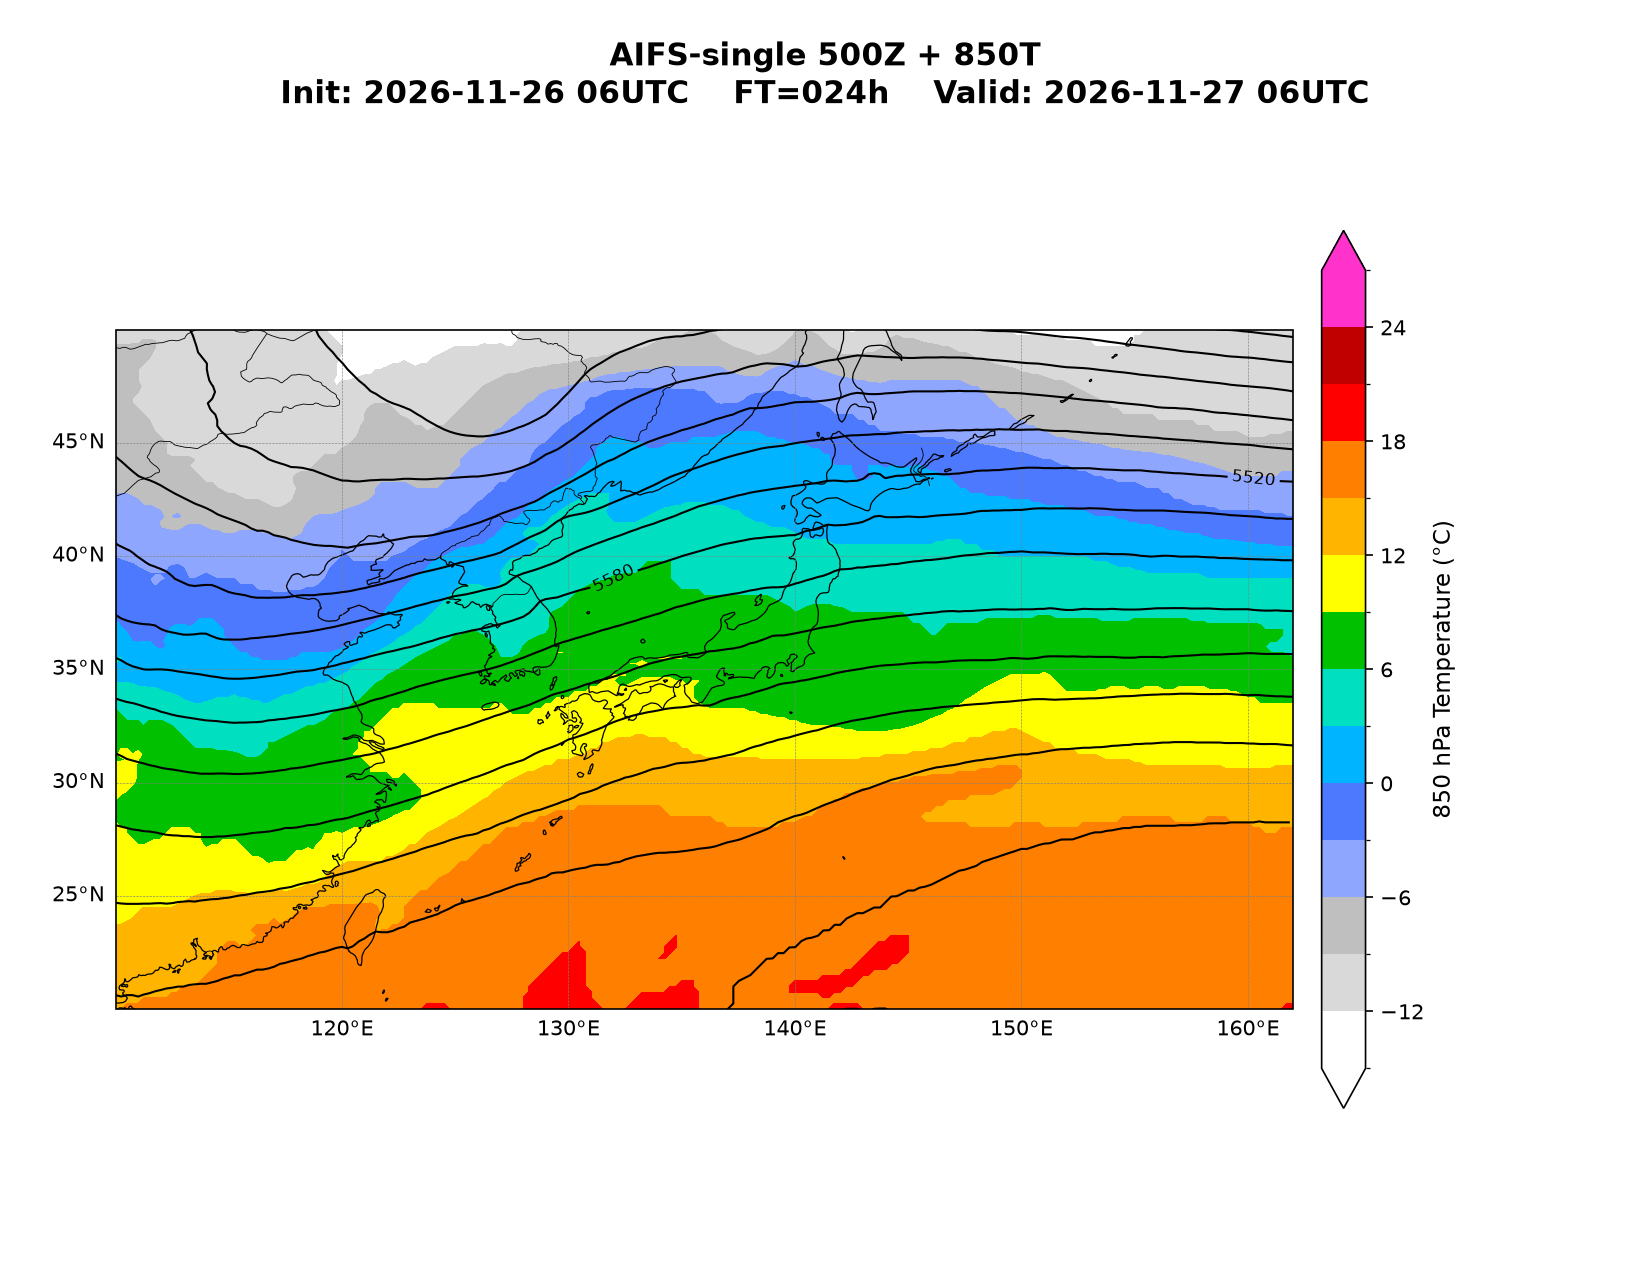 AIFS-single 500Z + 850T
Init: 2026-11-26 06UTC    FT=024h    Valid: 2026-11-27 06UTC
24
18
12
6
0
−6
−12
850 hPa Temperature (°C)
45°N
40°N
35°N
30°N
25°N
5520
5580
120°E
130°E
140°E
150°E
160°E